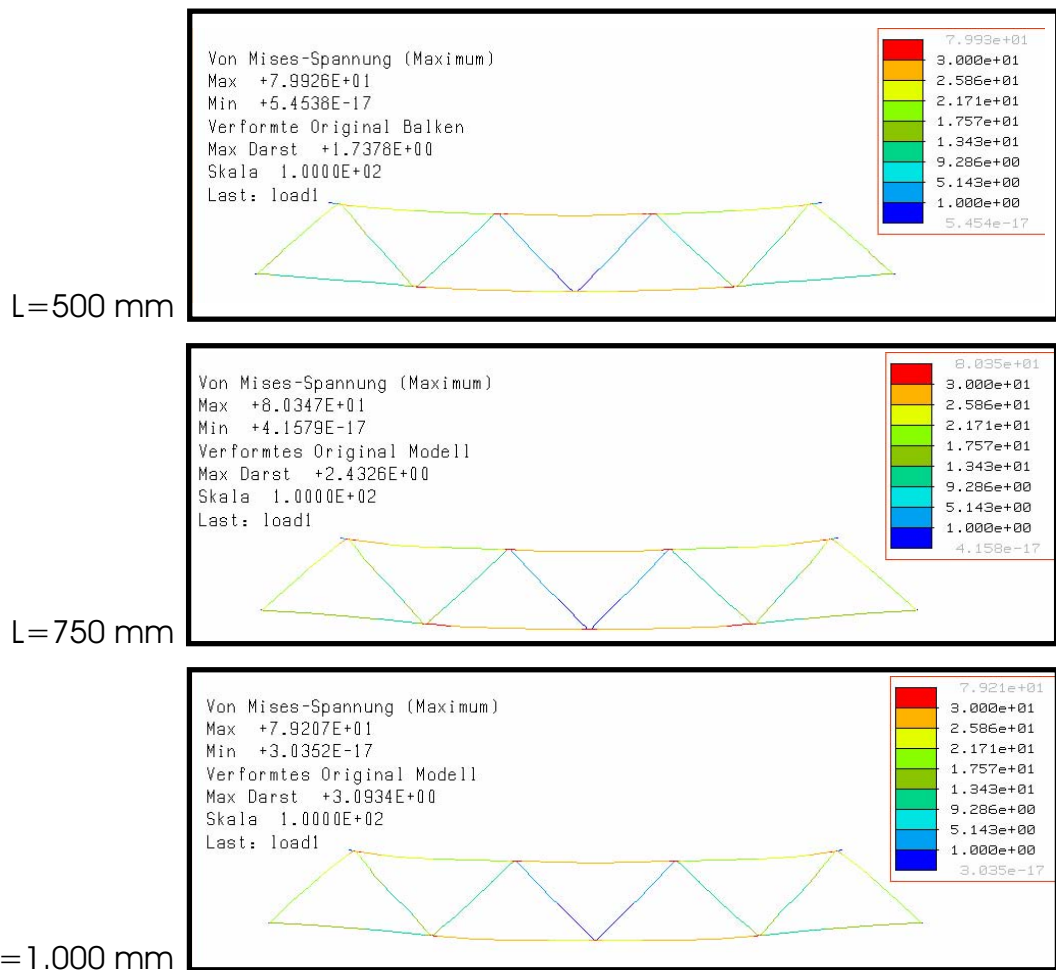 Von Mises-Spannung (Maximum)
Max +7.9926E+01
Min +5.4538E-17
Verformte Original Balken
Max Darst +1.7378E+00
Skala 1.0000E+02
Last: load1
7.993e+01
3.000e+01
2.586e+01
2.171e+01
1.757e+01
1.343e+01
9.286e+00
5.143e+00
1.000e+00
5.454e-17
L=500 mm
Von Mises-Spannung (Maximum)
Max +8.0347E+01
Min +4.1579E-17
Verformtes Original Modell
Max Darst +2.4326E+00
Skala 1.0000E+02
Last: load1
8.035e+01
3.000e+01
2.586e+01
2.171e+01
1.757e+01
1.343e+01
9.286e+00
5.143e+00
1.000e+00
4.158e-17
L=750 mm
Von Mises-Spannung (Maximum)
Max +7.9207E+01
Min +3.0352E-17
Verformtes Original Modell
Max Darst +3.0934E+00
Skala 1.0000E+02
Last: load1
7.921e+01
3.000e+01
2.586e+01
2.171e+01
1.757e+01
1.343e+01
9.286e+00
5.143e+00
1.000e+00
3.035e-17
=1.000 mm